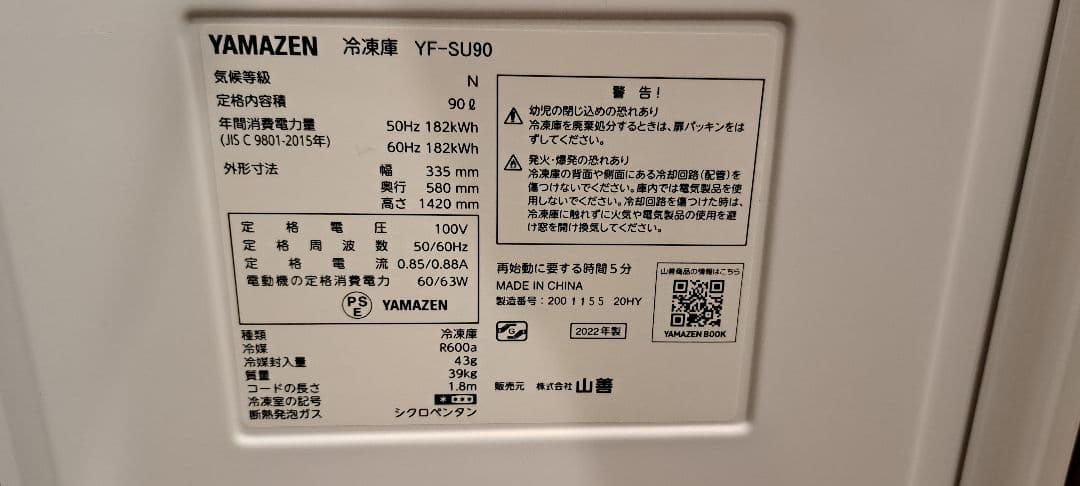 YAMAZEN 冷凍庫 YF-SU90
気候等級 N
定格内容積 90ℓ
年間消費電力量 50Hz 182kWh
(JIS C 9801-2015年) 60Hz 182kWh
外形寸法 幅 335 mm
奥行 580 mm
高さ 1420 mm
定格電圧 100V
定格周波数 50/60Hz
定格電流 0.85/0.88A
電動機の定格消費電力 60/63W
PSE YAMAZEN
種類 冷凍庫
冷媒 R600a
冷媒封入量 43g
質量 39kg
コードの長さ 1.8m
冷凍室の記号
断熱発泡ガス シクロペンタン
警告!
幼児の閉じ込めの恐れあり
冷凍庫を廃棄処分するときは、扉パッキンをは
ずしてください。
発火・爆発の恐れあり
冷凍庫の背面や側面にある冷却回路(配管)を
傷つけないでください。庫内では電気製品を使
用しないでください。冷却回路を傷つけた時は、
冷凍庫に触れずに火気や電気製品の使用を避
け窓を開け換気してください。
再始動に要する時間5分
MADE IN CHINA
製造番号:200 1155 20HY
G 2022年製
山善商品の情報はこちら
YAMAZEN BOOK
販売元 株式会社 山善